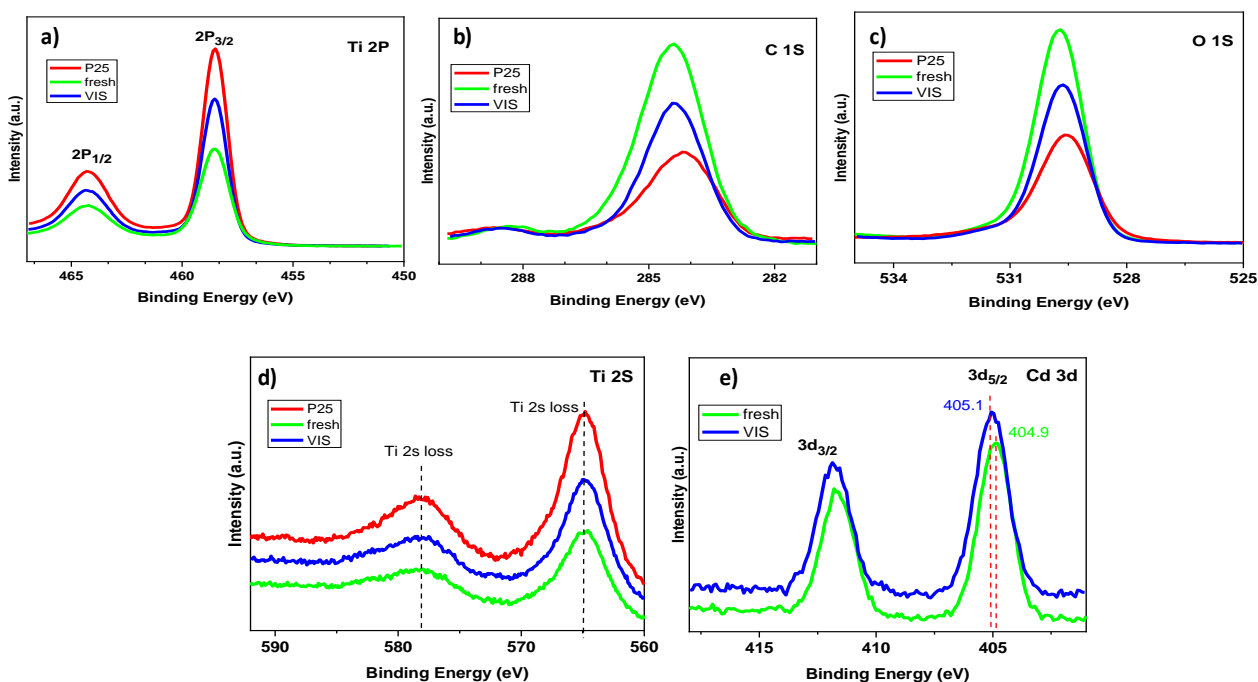 a)
Ti 2P
2P3/2
P25
fresh
VIS
2P1/2
Intensity (a.u.)
465
460
455
450
Binding Energy (eV)
b)
C 1S
P25
fresh
VIS
Intensity (a.u.)
288
284
282
Binding Energy (eV)
c)
O 1S
P25
fresh
VIS
Intensity (a.u.)
534
531
528
525
Binding Energy (eV)
d)
Ti 2S
P25
fresh
VIS
Ti 2s loss
Ti 2s loss
Intensity (a.u.)
590
580
570
560
Binding Energy (eV)
e)
3d5/2
Cd 3d
fresh
VIS
405.1
404.9
3d3/2
Intensity (a.u.)
415
410
405
Binding Energy (eV)